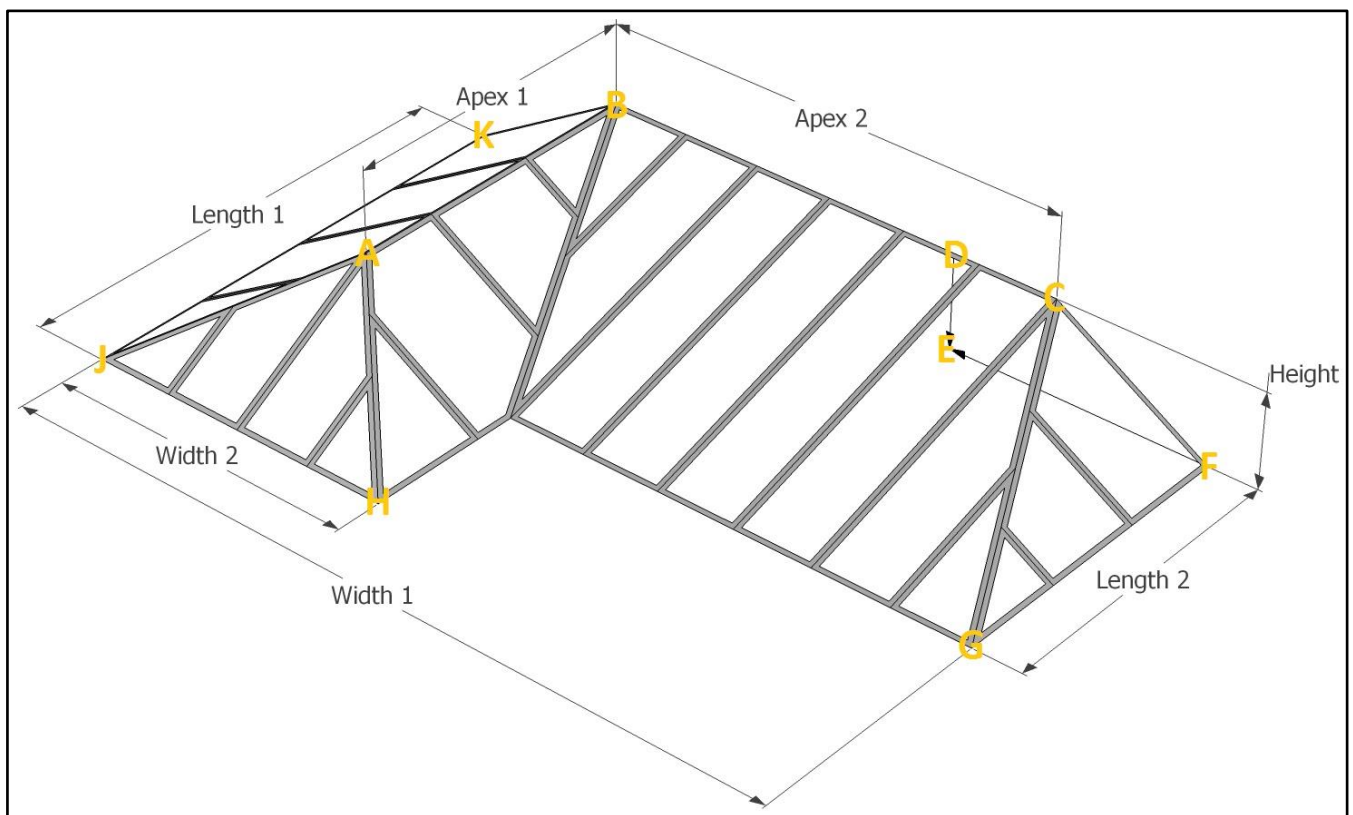 B
Apex 1
Apex 2
K
Length 1
A
D
C
E
Height
J
Width 2
F
H
Length 2
Width 1
G